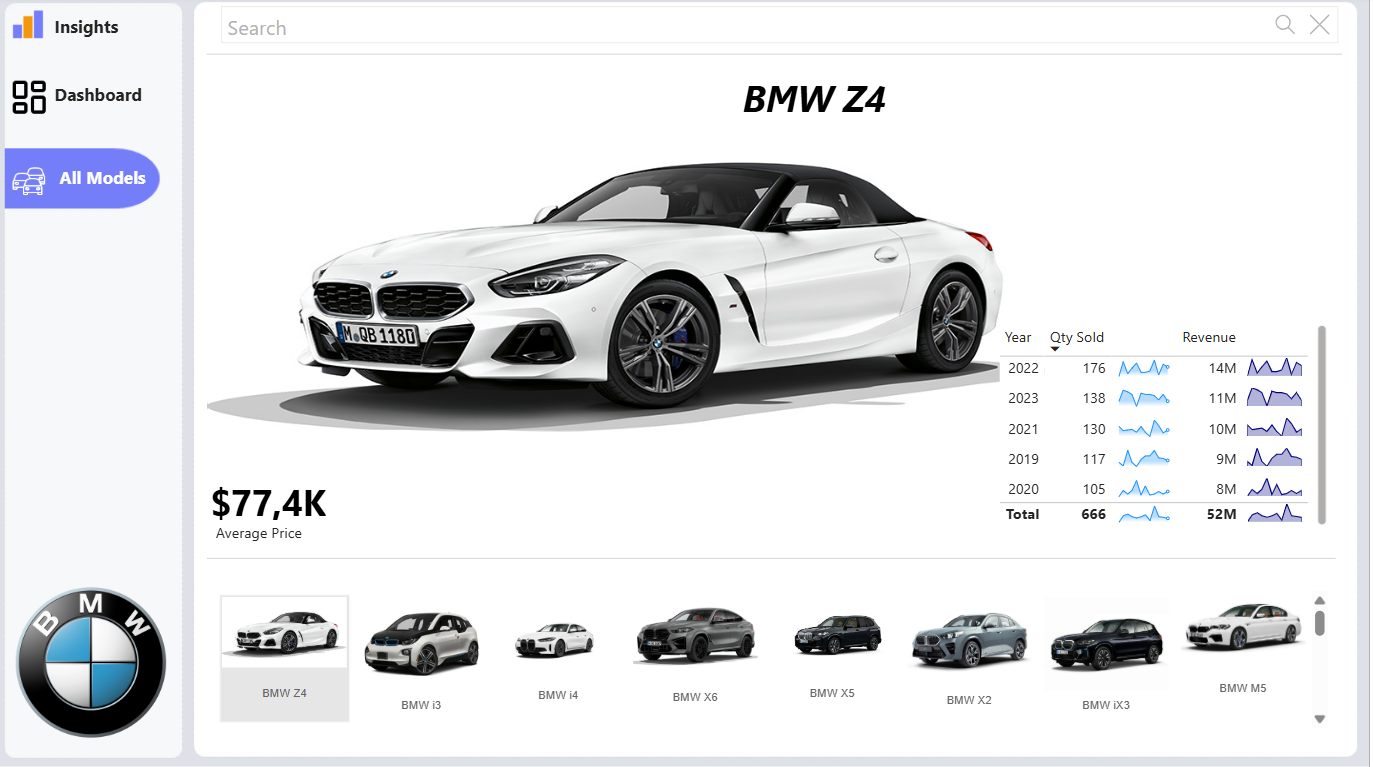 Insights
Search
Dashboard
BMW Z4
All Models
M QB 1180
Year Qty Sold Revenue
2022 176 14M
2023 138 11M
2021 130 10M
2019 117 9M
2020 105 8M
Total 666 52M
$77,4K
Average Price
BMW
BMW Z4
BMW i3
BMW i4
BMW X6
BMW X5
BMW X2
BMW iX3
BMW M5